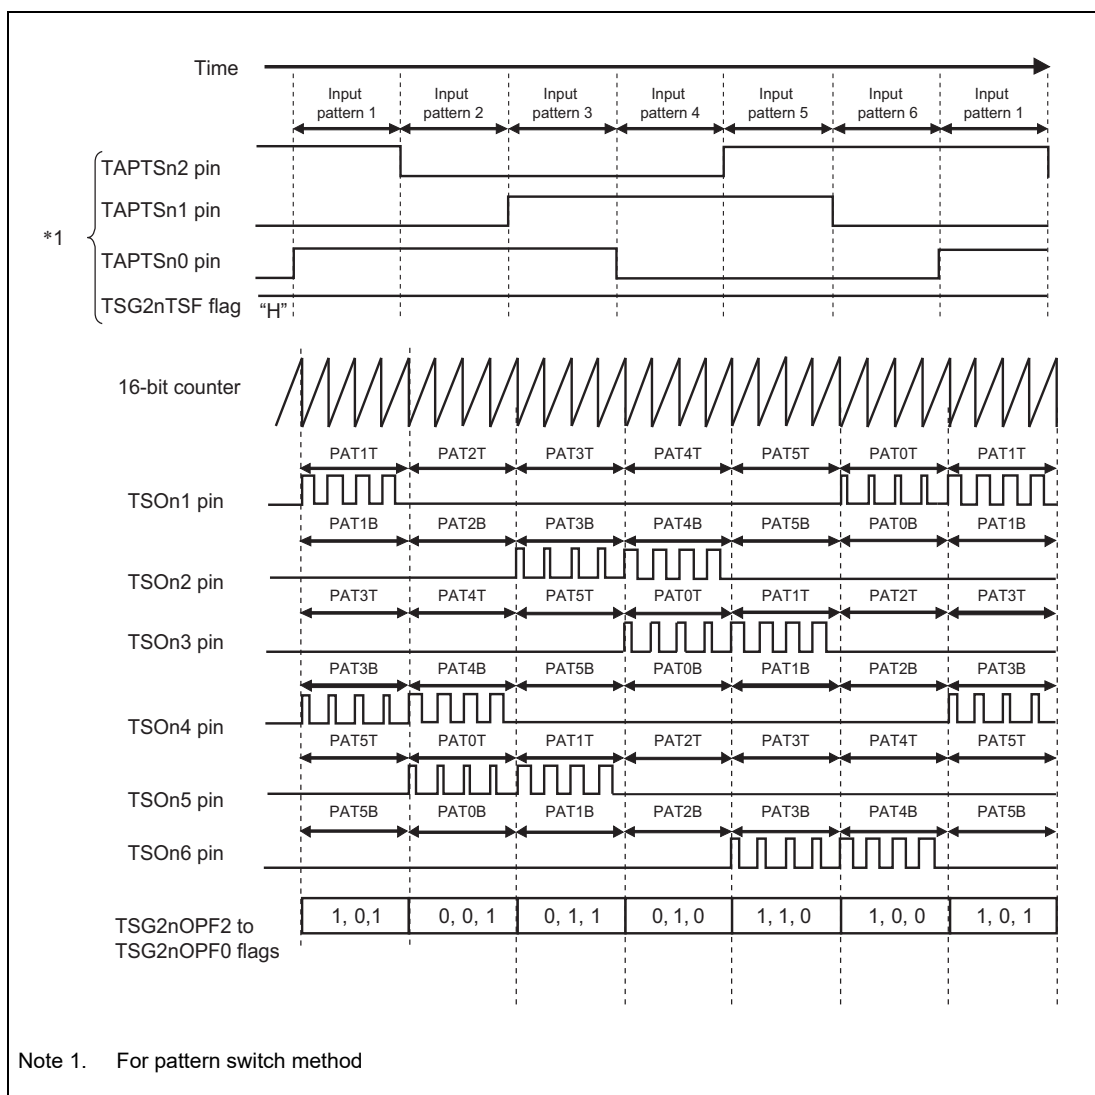 Time
Input pattern 1
Input pattern 2
Input pattern 3
Input pattern 4
Input pattern 5
Input pattern 6
Input pattern 1
*1
TAPTSn2 pin
TAPTSn1 pin
TAPTSn0 pin
TSG2nTSF flag "H"
16-bit counter
PAT1T PAT2T PAT3T PAT4T PAT5T PAT0T PAT1T
TSOn1 pin
PAT1B PAT2B PAT3B PAT4B PAT5B PAT0B PAT1B
TSOn2 pin
PAT3T PAT4T PAT5T PAT0T PAT1T PAT2T PAT3T
TSOn3 pin
PAT3B PAT4B PAT5B PAT0B PAT1B PAT2B PAT3B
TSOn4 pin
PAT5T PAT0T PAT1T PAT2T PAT3T PAT4T PAT5T
TSOn5 pin
PAT5B PAT0B PAT1B PAT2B PAT3B PAT4B PAT5B
TSOn6 pin
TSG2nOPF2 to
TSG2nOPF0 flags
1, 0,1 0, 0, 1 0, 1, 1 0,1, 0 1, 1, 0 1, 0, 0 1, 0, 1
Note 1. For pattern switch method